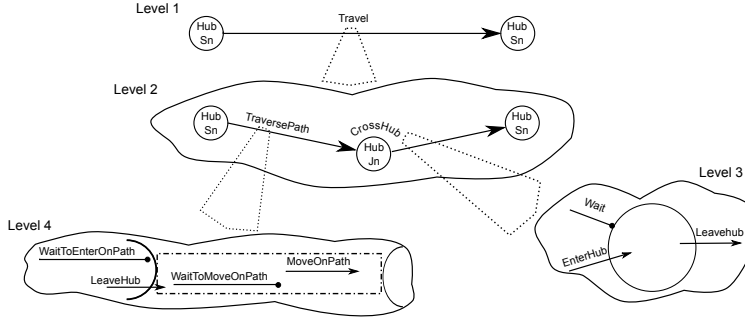 Level 1
Hub
Sn
Travel
Hub
Sn
Level 2
Hub
Sn
TraversePath
Hub
Jn
CrossHub
Hub
Sn
Level 3
Wait
EnterHub
Leavehub
Level 4
WaitToEnterOnPath
LeaveHub
WaitToMoveOnPath
MoveOnPath